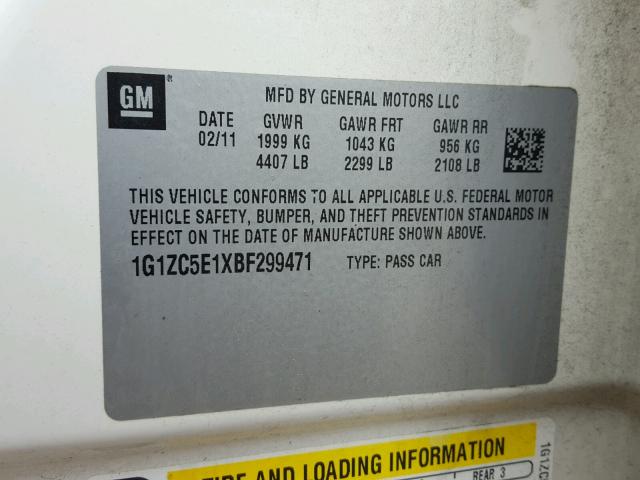 GM ®
MFD BY GENERAL MOTORS LLC
DATE GVWR GAWR FRT GAWR RR
02/11 1999 KG 1043 KG 956 KG
4407 LB 2299 LB 2108 LB
THIS VEHICLE CONFORMS TO ALL APPLICABLE U.S. FEDERAL MOTOR
VEHICLE SAFETY, BUMPER, AND THEFT PREVENTION STANDARDS IN
EFFECT ON THE DATE OF MANUFACTURE SHOWN ABOVE.
1G1ZC5E1XBF299471 TYPE: PASS CAR
AND LOADING INFORMATION
REAR 3
1G1ZC